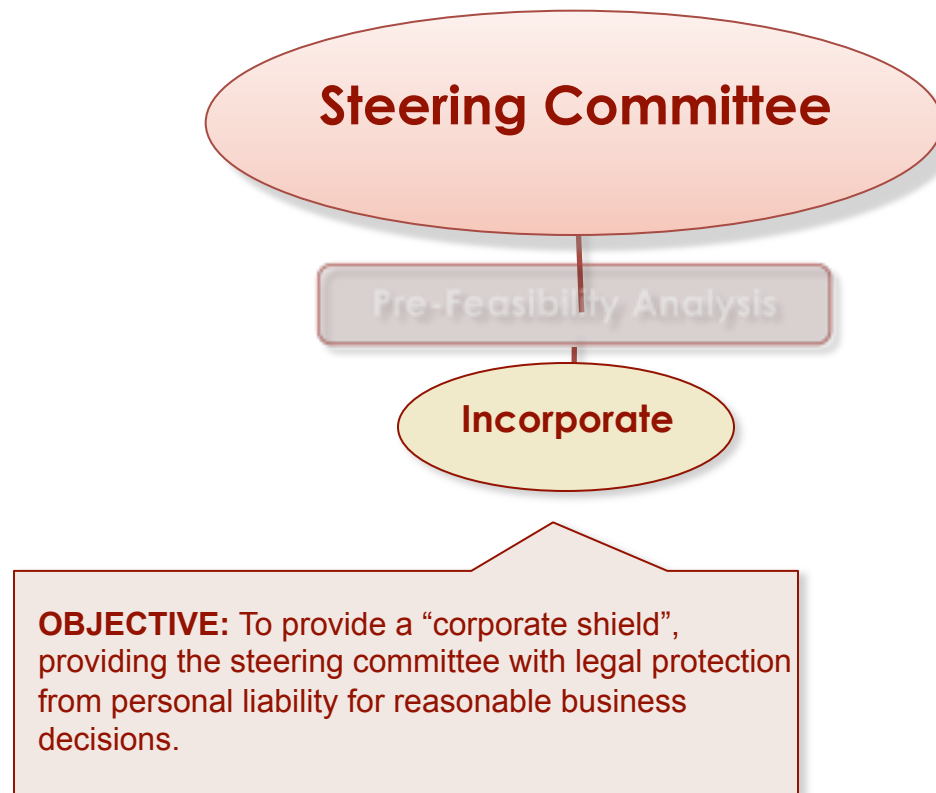 Steering Committee
Pre-Feasibility Analysis
Incorporate
OBJECTIVE: To provide a “corporate shield”,
providing the steering committee with legal protection
from personal liability for reasonable business
decisions.